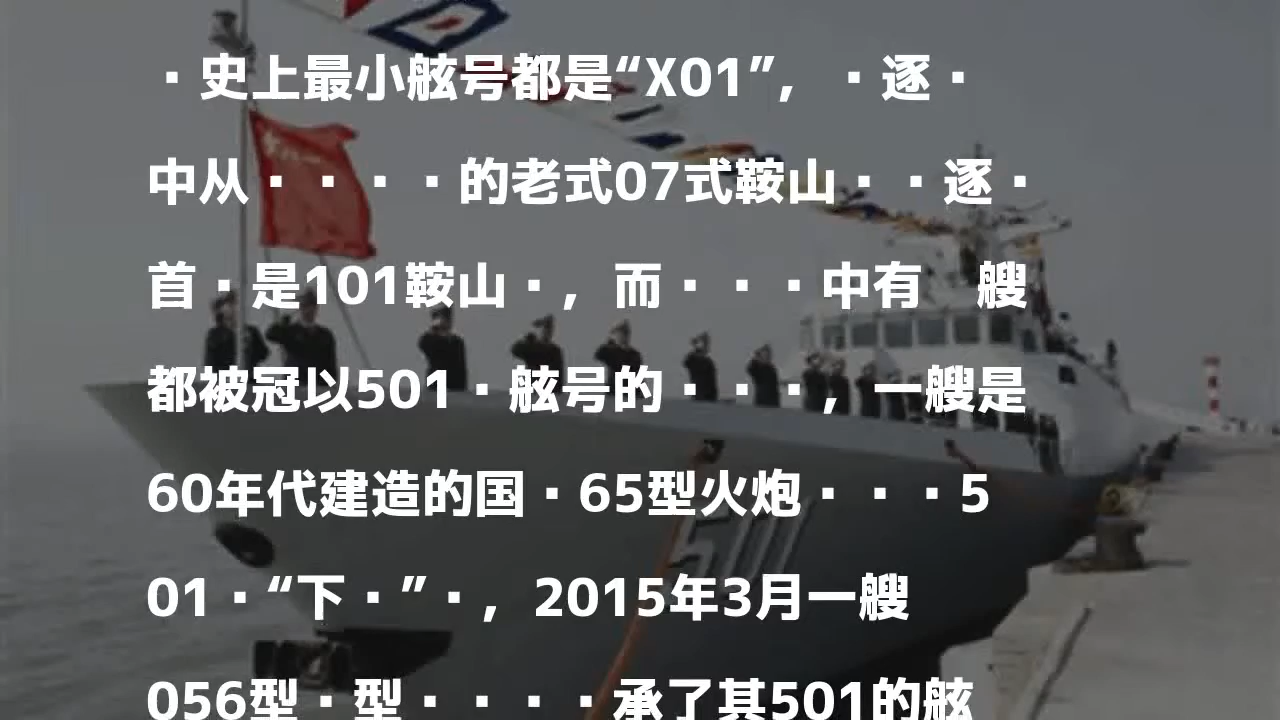 ·史上最小舷号都是“X01”，·逐·
中从····的老式07式鞍山··逐·
首·是101鞍山·，而···中有 艘
都被冠以501·舷号的···，一艘是
60年代建造的国·65型火炮···5
01·“下·”·，2015年3月一艘
056型·型····承了其501的舷
501